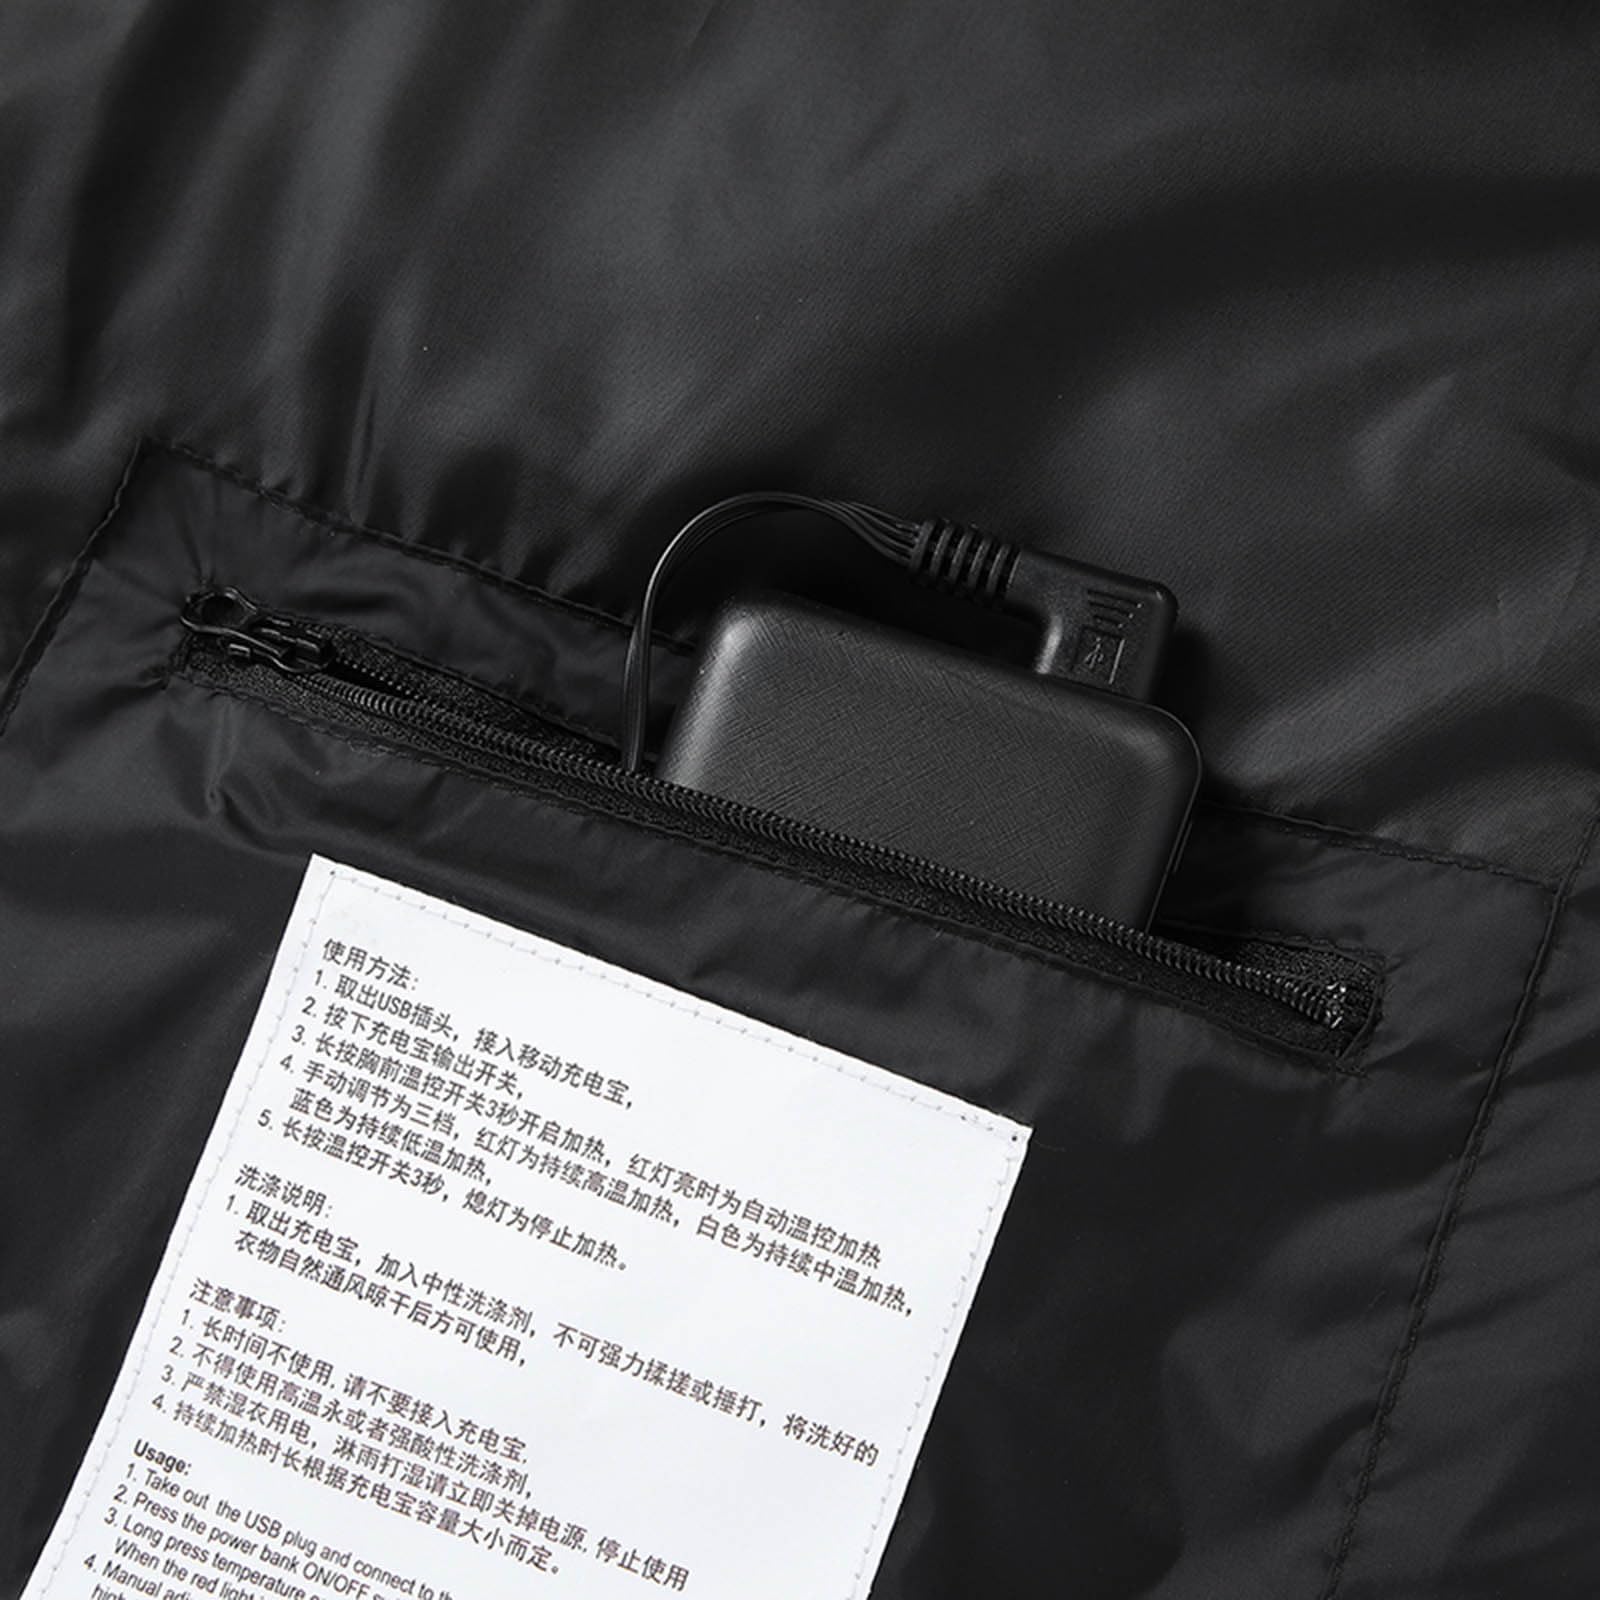 使用方法:
1. 取出USB插头，接入移动充电宝，
2. 按下充电宝输出开关，
3. 长按胸前温控开关3秒开启加热，红灯亮时为自动温控加热
4. 手动调节为三档，红灯为持续高温加热，白色为持续中温加热，
蓝色为持续低温加热，
5. 长按温控开关3秒，熄灯为停止加热。
洗涤说明:
1. 取出充电宝，加入中性洗涤剂，不可强力揉搓或捶打，将洗好的
衣物自然通风晾干后方可使用，
注意事项:
1. 长时间不使用,请不要接入充电宝.
2. 不得使用高温永或者强酸性洗涤剂，
3. 严禁湿衣用电，淋雨打湿请立即关掉电源,停止使用
4. 持续加热时长根据充电宝容量大小而定。
Usage:
1. Take out the USB plug and connect to the
2. Press the power bank ON/OFF
3. Long press temperature
When the red light
4. Manual